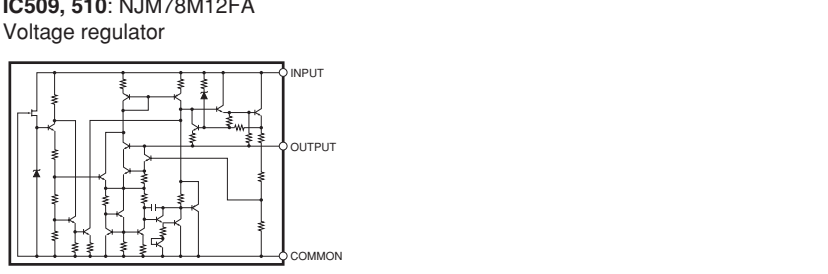 IC509, 510: NJM78M12FA
Voltage regulator
INPUT
OUTPUT
COMMON